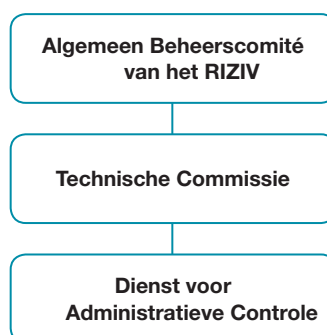 Algemeen Beheerscomité
van het RIZIV
Technische Commissie
Dienst voor
Administratieve Controle